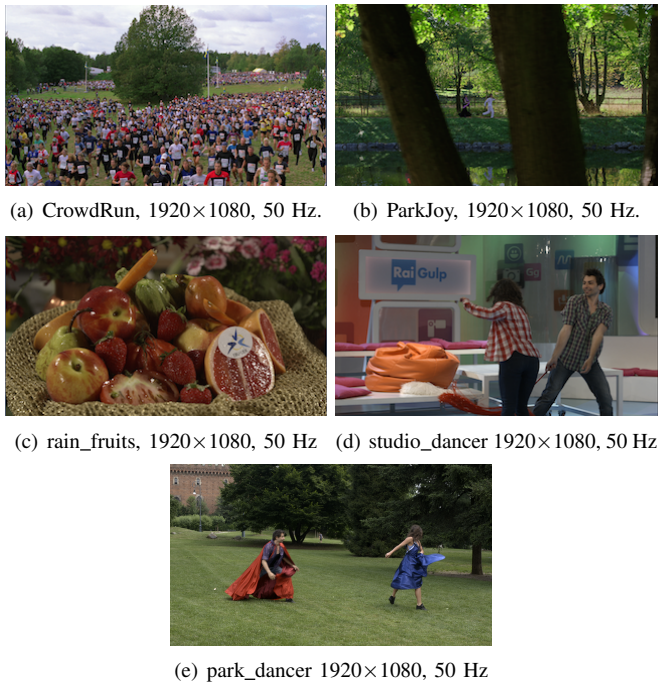 (a) CrowdRun, 1920×1080, 50 Hz.
(b) ParkJoy, 1920×1080, 50 Hz.
(c) rain_fruits, 1920×1080, 50 Hz
Rai Gulp
(d) studio_dancer 1920×1080, 50 Hz
(e) park_dancer 1920×1080, 50 Hz